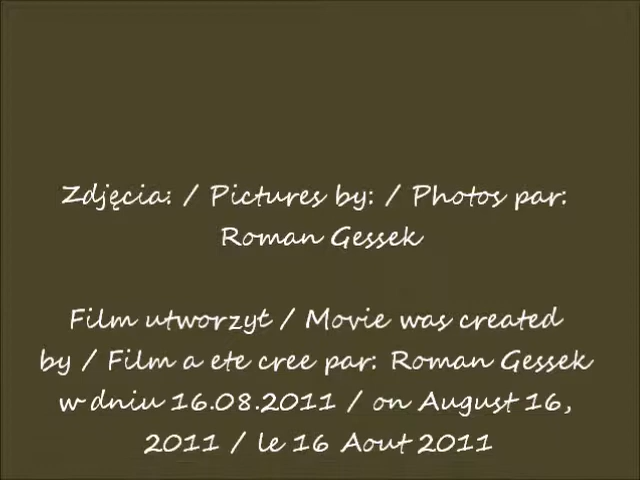 Zdjęcia: / Pictures by: / Photos par:
Roman Gessek
Film utworzył / Movie was created
by / Film a ete cree par: Roman Gessek
w dniu 16.08.2011 / on August 16,
2011 / le 16 Aout 2011